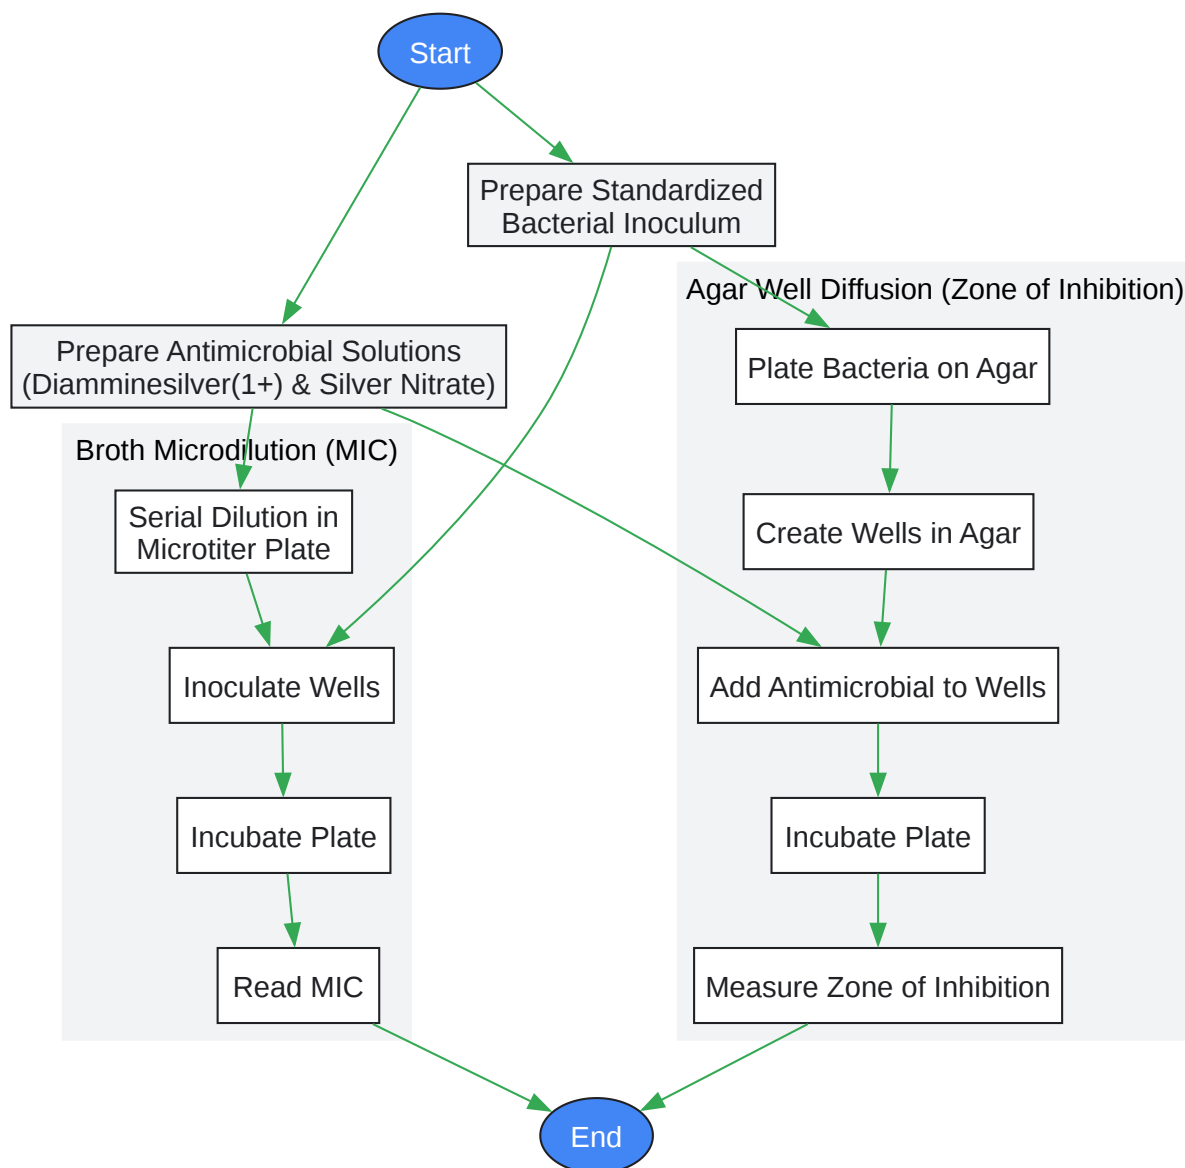 Start
Prepare Standardized
Bacterial Inoculum
Prepare Antimicrobial Solutions
(Diamminesilver(1+) & Silver Nitrate)
Broth Microdilution (MIC)
Serial Dilution in
Microtiter Plate
Inoculate Wells
Incubate Plate
Read MIC
Agar Well Diffusion (Zone of Inhibition)
Plate Bacteria on Agar
Create Wells in Agar
Add Antimicrobial to Wells
Incubate Plate
Measure Zone of Inhibition
End